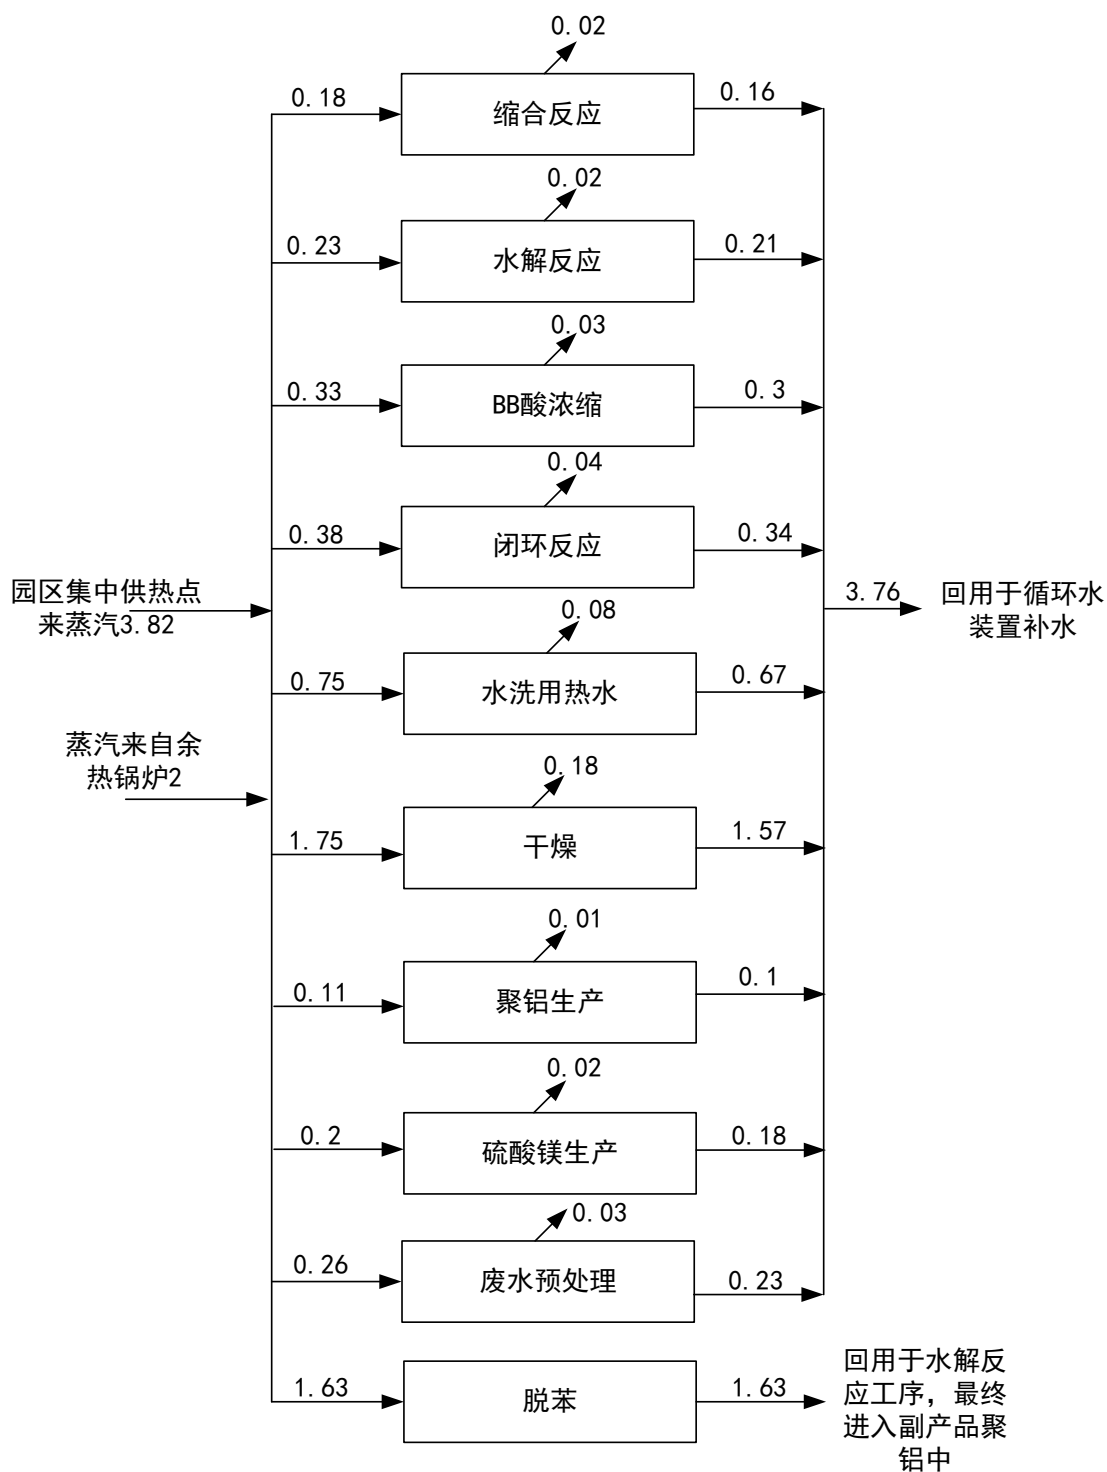 0.02
0.18
缩合反应
0.16
0.02
0.23
水解反应
0.21
0.03
0.33
BB酸浓缩
0.3
0.04
0.38
闭环反应
0.34
园区集中供热点
来蒸汽3.82
3.76
回用于循环水
装置补水
0.08
0.75
水洗用热水
0.67
蒸汽来自余
热锅炉2
0.18
1.75
干燥
1.57
0.01
0.11
聚铝生产
0.1
0.02
0.2
硫酸镁生产
0.18
0.03
0.26
废水预处理
0.23
1.63
脱苯
1.63
回用于水解反
应工序，最终
进入副产品聚
铝中